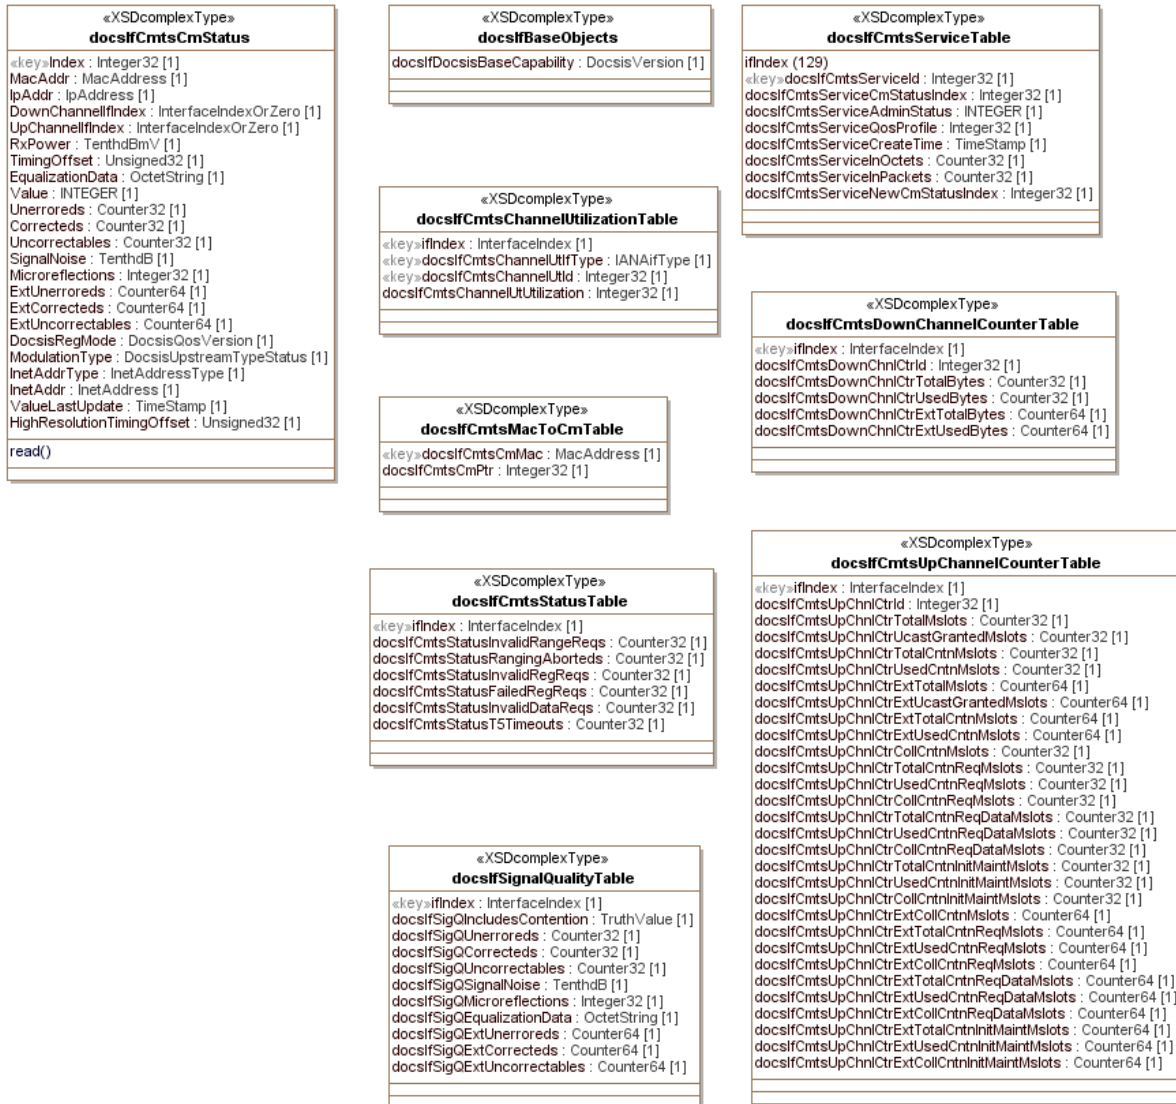 «XSDcomplexType»
docsIfCmtsCmStatus
«key»Index : Integer32 [1]
MacAddr : MacAddress [1]
IpAddr : IpAddress [1]
DownChannelIfIndex : InterfaceIndexOrZero [1]
UpChannelIfIndex : InterfaceIndexOrZero [1]
RxPower : TenthdBmV [1]
TimingOffset : Unsigned32 [1]
EqualizationData : OctetString [1]
Value : INTEGER [1]
Unerroreds : Counter32 [1]
Correcteds : Counter32 [1]
Uncorrectables : Counter32 [1]
SignalNoise : TenthdB [1]
Microreflections : Integer32 [1]
ExtUnerroreds : Counter64 [1]
ExtCorrecteds : Counter64 [1]
ExtUncorrectables : Counter64 [1]
DocsisRegMode : DocsisQosVersion [1]
ModulationType : DocsisUpstreamTypeStatus [1]
InetAddrType : InetAddressType [1]
InetAddr : InetAddress [1]
ValueLastUpdate : TimeStamp [1]
HighResolutionTimingOffset : Unsigned32 [1]
read()
«XSDcomplexType»
docsIfBaseObjects
docsIfDocsisBaseCapability : DocsisVersion [1]
«XSDcomplexType»
docsIfCmtsChannelUtilizationTable
«key»ifIndex : InterfaceIndex [1]
«key»docsIfCmtsChannelUtIfType : IANAifType [1]
«key»docsIfCmtsChannelUtId : Integer32 [1]
docsIfCmtsChannelUtUtilization : Integer32 [1]
«XSDcomplexType»
docsIfCmtsMacToCmTable
«key»docsIfCmtsCmMac : MacAddress [1]
docsIfCmtsCmPtr : Integer32 [1]
«XSDcomplexType»
docsIfCmtsStatusTable
«key»ifIndex : InterfaceIndex [1]
docsIfCmtsStatusInvalidRangeReqs : Counter32 [1]
docsIfCmtsStatusRangingAborteds : Counter32 [1]
docsIfCmtsStatusInvalidRegReqs : Counter32 [1]
docsIfCmtsStatusFailedRegReqs : Counter32 [1]
docsIfCmtsStatusInvalidDataReqs : Counter32 [1]
docsIfCmtsStatusT5Timeouts : Counter32 [1]
«XSDcomplexType»
docsIfSignalQualityTable
«key»ifIndex : InterfaceIndex [1]
docsIfSigQIncludesContention : TruthValue [1]
docsIfSigQUnerroreds : Counter32 [1]
docsIfSigQCorrecteds : Counter32 [1]
docsIfSigQUncorrectables : Counter32 [1]
docsIfSigQSignalNoise : TenthdB [1]
docsIfSigQMicroreflections : Integer32 [1]
docsIfSigQEqualizationData : OctetString [1]
docsIfSigQExtUnerroreds : Counter64 [1]
docsIfSigQExtCorrecteds : Counter64 [1]
docsIfSigQExtUncorrectables : Counter64 [1]
«XSDcomplexType»
docsIfCmtsServiceTable
ifIndex (129)
«key»docsIfCmtsServiceId : Integer32 [1]
docsIfCmtsServiceCmStatusIndex : Integer32 [1]
docsIfCmtsServiceAdminStatus : INTEGER [1]
docsIfCmtsServiceQosProfile : Integer32 [1]
docsIfCmtsServiceCreateTime : TimeStamp [1]
docsIfCmtsServiceInOctets : Counter32 [1]
docsIfCmtsServiceInPackets : Counter32 [1]
docsIfCmtsServiceNewCmStatusIndex : Integer32 [1]
«XSDcomplexType»
docsIfCmtsDownChannelCounterTable
«key»ifIndex : InterfaceIndex [1]
docsIfCmtsDownChnlCtrId : Integer32 [1]
docsIfCmtsDownChnlCtrTotalBytes : Counter32 [1]
docsIfCmtsDownChnlCtrUsedBytes : Counter32 [1]
docsIfCmtsDownChnlCtrExtTotalBytes : Counter64 [1]
docsIfCmtsDownChnlCtrExtUsedBytes : Counter64 [1]
«XSDcomplexType»
docsIfCmtsUpChannelCounterTable
«key»ifIndex : InterfaceIndex [1]
docsIfCmtsUpChnlCtrId : Integer32 [1]
docsIfCmtsUpChnlCtrTotalMslots : Counter32 [1]
docsIfCmtsUpChnlCtrUcastGrantedMslots : Counter32 [1]
docsIfCmtsUpChnlCtrTotalCntnMslots : Counter32 [1]
docsIfCmtsUpChnlCtrUsedCntnMslots : Counter32 [1]
docsIfCmtsUpChnlCtrExtTotalMslots : Counter64 [1]
docsIfCmtsUpChnlCtrExtUcastGrantedMslots : Counter64 [1]
docsIfCmtsUpChnlCtrExtTotalCntnMslots : Counter64 [1]
docsIfCmtsUpChnlCtrExtUsedCntnMslots : Counter64 [1]
docsIfCmtsUpChnlCtrCollCntnMslots : Counter32 [1]
docsIfCmtsUpChnlCtrTotalCntnReqMslots : Counter32 [1]
docsIfCmtsUpChnlCtrUsedCntnReqMslots : Counter32 [1]
docsIfCmtsUpChnlCtrCollCntnReqMslots : Counter32 [1]
docsIfCmtsUpChnlCtrTotalCntnReqDataMslots : Counter32 [1]
docsIfCmtsUpChnlCtrUsedCntnReqDataMslots : Counter32 [1]
docsIfCmtsUpChnlCtrCollCntnReqDataMslots : Counter32 [1]
docsIfCmtsUpChnlCtrTotalCntnInitMaintMslots : Counter32 [1]
docsIfCmtsUpChnlCtrUsedCntnInitMaintMslots : Counter32 [1]
docsIfCmtsUpChnlCtrCollCntnInitMaintMslots : Counter32 [1]
docsIfCmtsUpChnlCtrExtCollCntnMslots : Counter64 [1]
docsIfCmtsUpChnlCtrExtTotalCntnReqMslots : Counter64 [1]
docsIfCmtsUpChnlCtrExtUsedCntnReqMslots : Counter64 [1]
docsIfCmtsUpChnlCtrExtCollCntnReqMslots : Counter64 [1]
docsIfCmtsUpChnlCtrExtTotalCntnReqDataMslots : Counter64 [1]
docsIfCmtsUpChnlCtrExtUsedCntnReqDataMslots : Counter64 [1]
docsIfCmtsUpChnlCtrExtCollCntnReqDataMslots : Counter64 [1]
docsIfCmtsUpChnlCtrExtTotalCntnInitMaintMslots : Counter64 [1]
docsIfCmtsUpChnlCtrExtUsedCntnInitMaintMslots : Counter64 [1]
docsIfCmtsUpChnlCtrExtCollCntnInitMaintMslots : Counter64 [1]